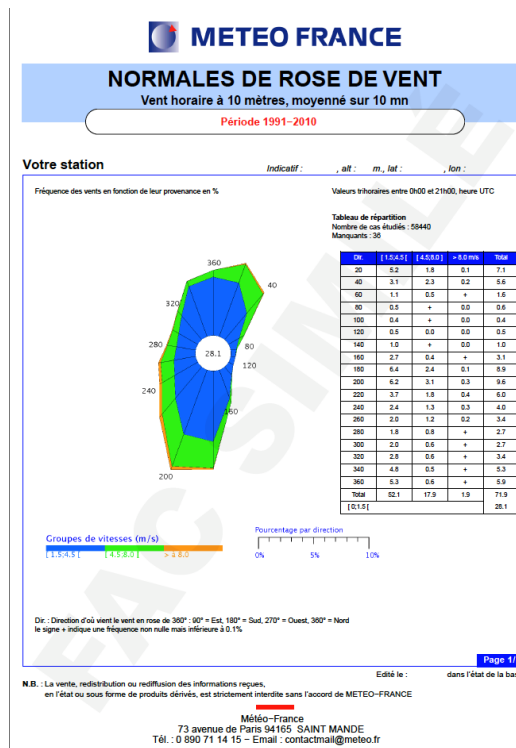 METEO FRANCE
NORMALES DE ROSE DE VENT
Vent horaire à 10 mètres, moyenné sur 10 mn
Période 1991–2010
Votre station
Indicatif : , alt : m., lat : , lon :
Fréquence des vents en fonction de leur provenance en %
Valeurs trihoraires entre 0h00 et 21h00, heure UTC
Tableau de répartition
Nombre de cas étudiés : 58440
Manquants : 36
Dir. [ 1.5;4.5 [ [ 4.5;8.0 ] > 8.0 m/s Total
20 5.2 1.8 0.1 7.1
40 3.1 2.3 0.2 5.6
60 1.1 0.5 + 1.6
80 0.5 + 0.0 0.6
100 0.4 + 0.0 0.4
120 0.5 0.0 0.0 0.5
140 1.0 + 0.0 1.0
160 2.7 0.4 + 3.1
180 6.4 2.4 0.1 8.9
200 6.2 3.1 0.3 9.6
220 3.7 1.8 0.4 6.0
240 2.4 1.3 0.3 4.0
260 2.0 1.2 0.2 3.4
280 1.8 0.8 + 2.7
300 2.0 0.6 + 2.7
320 2.8 0.6 + 3.4
340 4.8 0.5 + 5.3
360 5.3 0.6 + 5.9
Total 52.1 17.9 1.9 71.9
[ 0;1.5 [ 28.1
360
40
320
280
80
28.1
120
240
160
200
Groupes de vitesses (m/s)
[ 1.5;4.5 [ [ 4.5;8.0 ] > à 8.0
Pourcentage par direction
0% 5% 10%
Dir. : Direction d'où vient le vent en rose de 360° : 90° = Est, 180° = Sud, 270° = Ouest, 360° = Nord
le signe + indique une fréquence non nulle mais inférieure à 0.1%
FAC SIMILÉ
Page 1/
Edité le : dans l'état de la bas
N.B. : La vente, redistribution ou rediffusion des informations reçues,
en l'état ou sous forme de produits dérivés, est strictement interdite sans l'accord de METEO–FRANCE
Météo–France
73 avenue de Paris 94165 SAINT MANDE
Tél. : 0 890 71 14 15 – Email : contactmail@meteo.fr